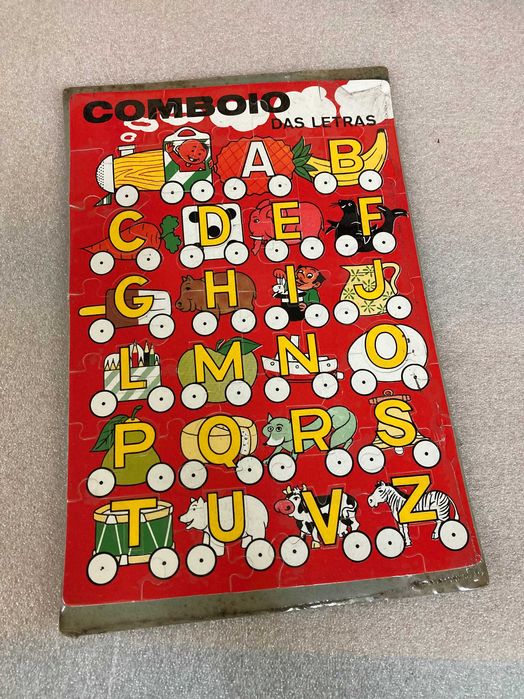 COMBOIO
DAS LETRAS
A B
C D E F
G H I J
L M N O
P Q R S
T U V Z